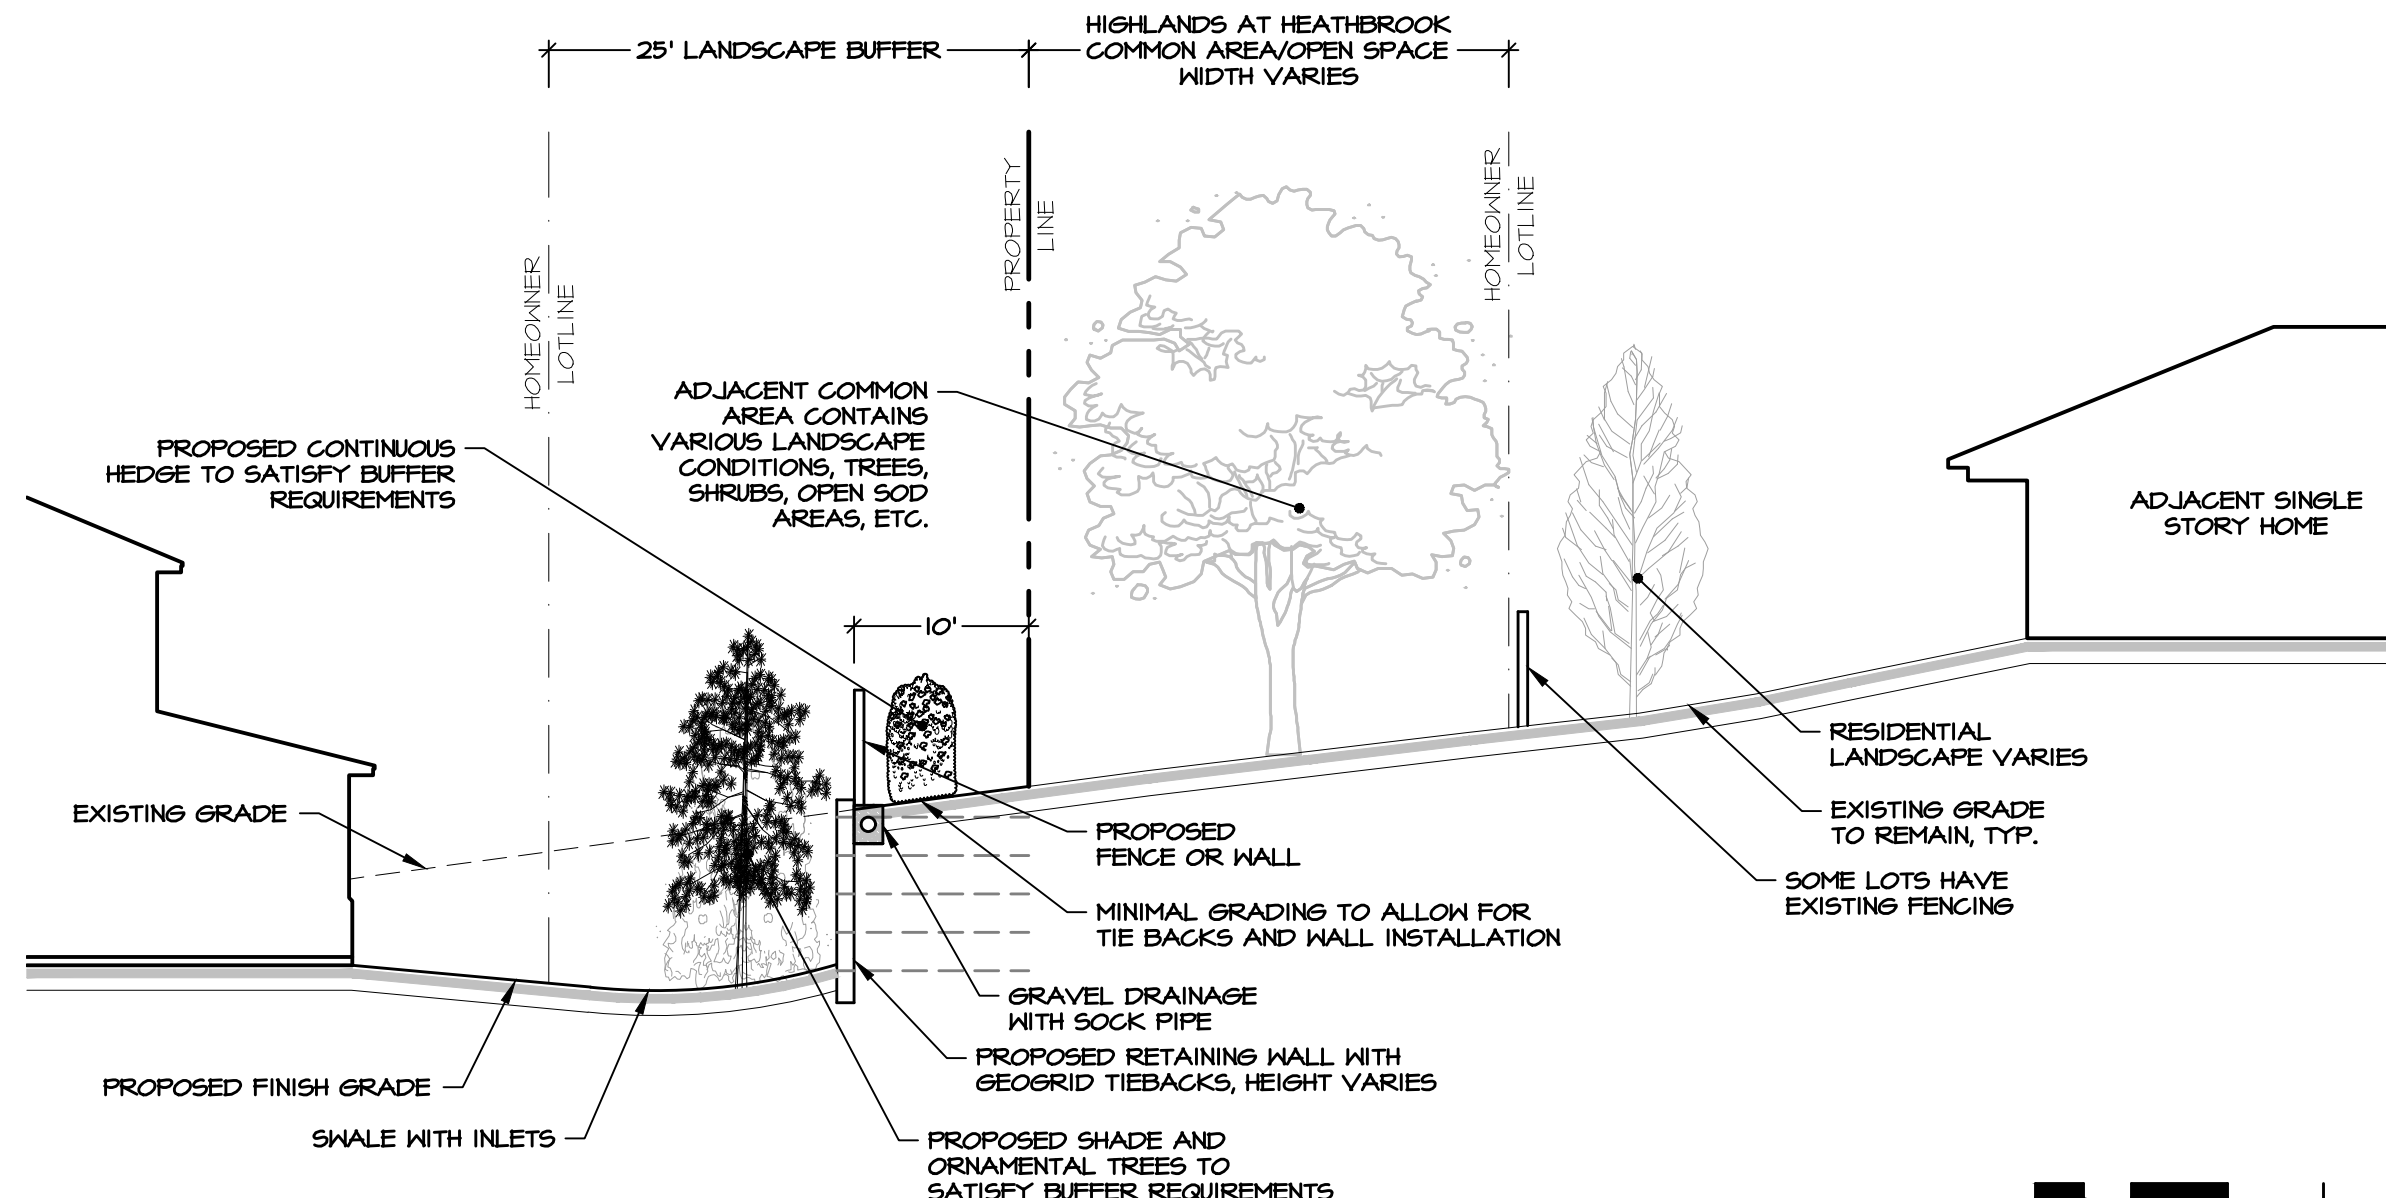 25' LANDSCAPE BUFFER
HIGHLANDS AT HEATHBROOK
COMMON AREA/OPEN SPACE
WIDTH VARIES
HOMEOWNER
LOTLINE
PROPERTY
LINE
HOMEOWNER
LOTLINE
ADJACENT COMMON
AREA CONTAINS
VARIOUS LANDSCAPE
CONDITIONS, TREES,
SHRUBS, OPEN SOD
AREAS, ETC.
PROPOSED CONTINUOUS
HEDGE TO SATISFY BUFFER
REQUIREMENTS
ADJACENT SINGLE
STORY HOME
10'
EXISTING GRADE
RESIDENTIAL
LANDSCAPE VARIES
PROPOSED
FENCE OR WALL
EXISTING GRADE
TO REMAIN, TYP.
SOME LOTS HAVE
EXISTING FENCING
MINIMAL GRADING TO ALLOW FOR
TIE BACKS AND WALL INSTALLATION
GRAVEL DRAINAGE
WITH SOCK PIPE
PROPOSED RETAINING WALL WITH
GEOGRID TIEBACKS, HEIGHT VARIES
PROPOSED FINISH GRADE
SWALE WITH INLETS
PROPOSED SHADE AND
ORNAMENTAL TREES TO
SATISFY BUFFER REQUIREMENTS